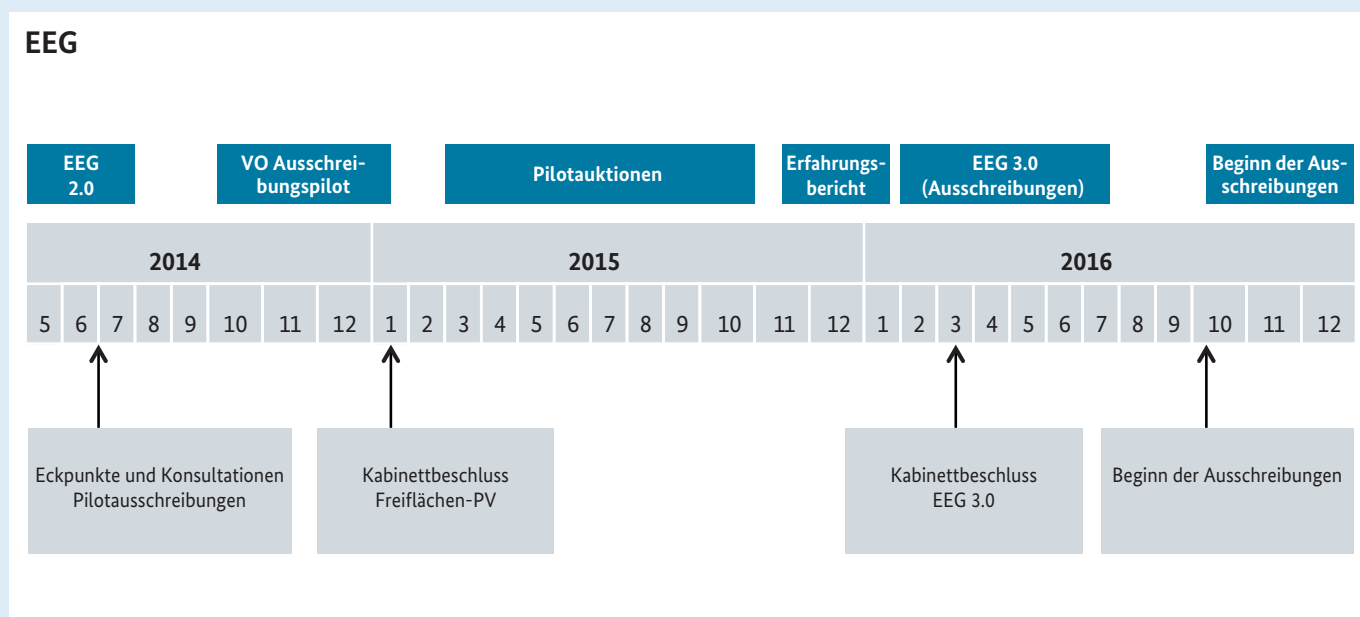 EEG
EEG
2.0
VO Ausschrei-
bungspilot
Pilotauktionen
Erfahrungs-
bericht
EEG 3.0
(Ausschreibungen)
Beginn der Aus-
schreibungen
2014 2015 2016
5 6 7 8 9 10 11 12 1 2 3 4 5 6 7 8 9 10 11 12 1 2 3 4 5 6 7 8 9 10 11 12
Eckpunkte und Konsultationen
Pilotausschreibungen
Kabinettbeschluss
Freiflächen-PV
Kabinettbeschluss
EEG 3.0
Beginn der Ausschreibungen